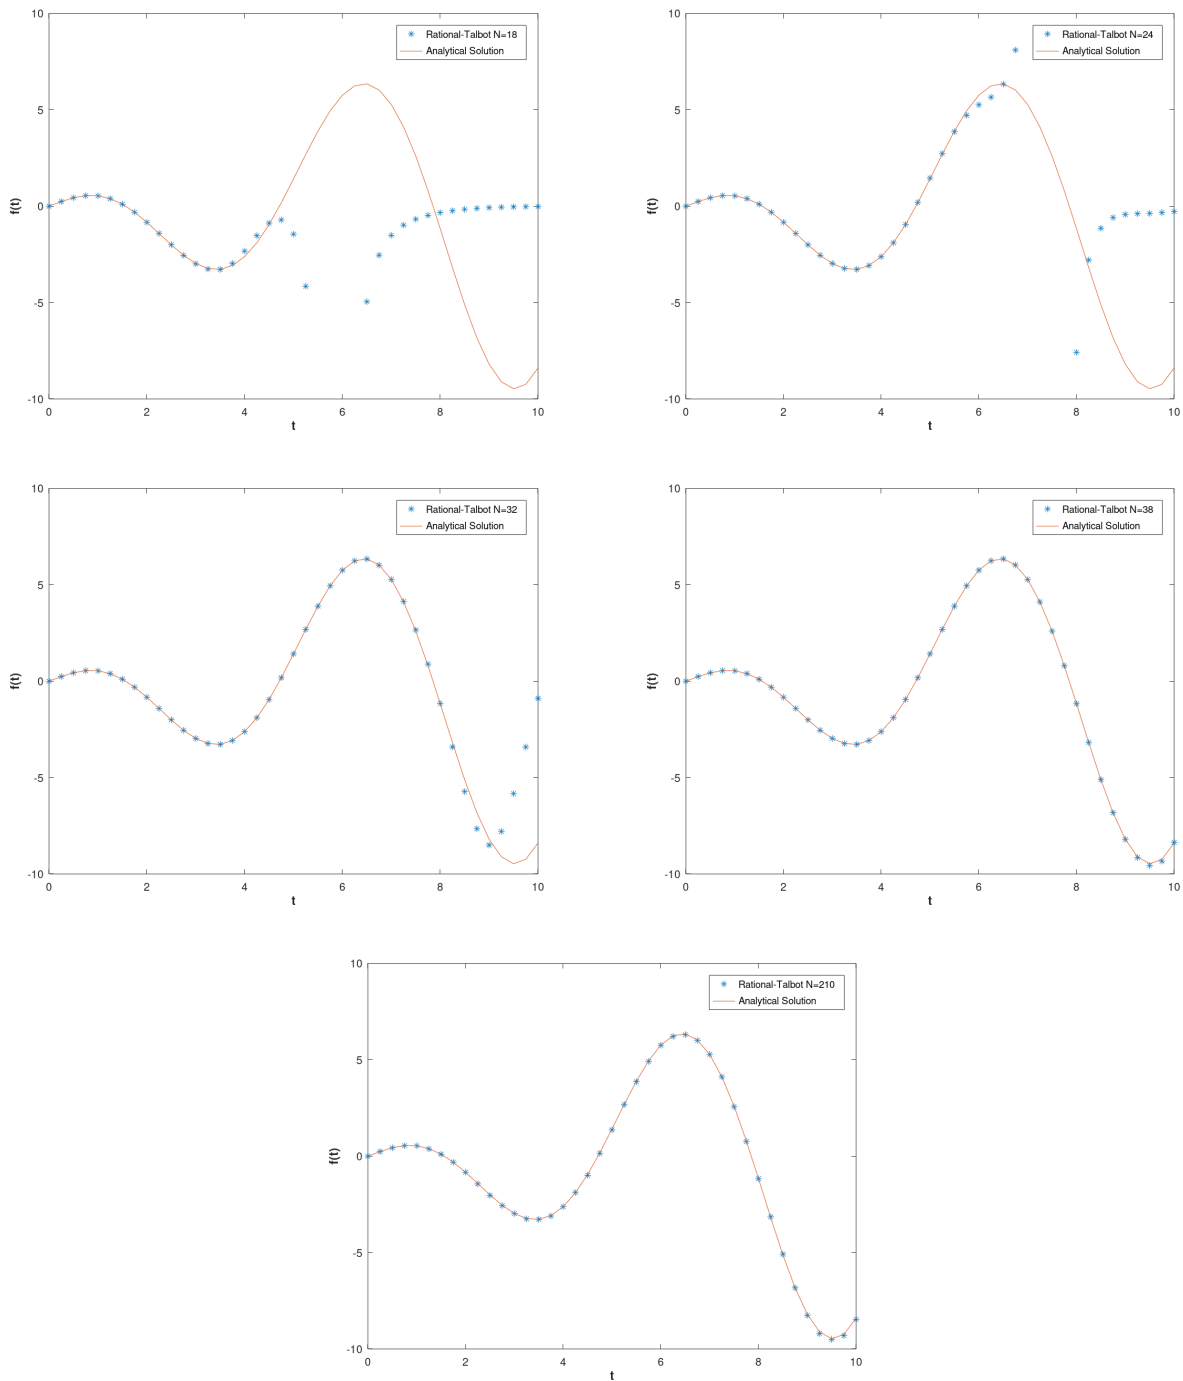 10
5
0
-5
-10
f(t)
0 2 4 6 8 10
t
Rational-Talbot N=18
Analytical Solution
10
5
0
-5
-10
f(t)
0 2 4 6 8 10
t
Rational-Talbot N=24
Analytical Solution
10
5
0
-5
-10
f(t)
0 2 4 6 8 10
t
Rational-Talbot N=32
Analytical Solution
10
5
0
-5
-10
f(t)
0 2 4 6 8 10
t
Rational-Talbot N=38
Analytical Solution
10
5
0
-5
-10
f(t)
0 2 4 6 8 10
t
Rational-Talbot N=210
Analytical Solution